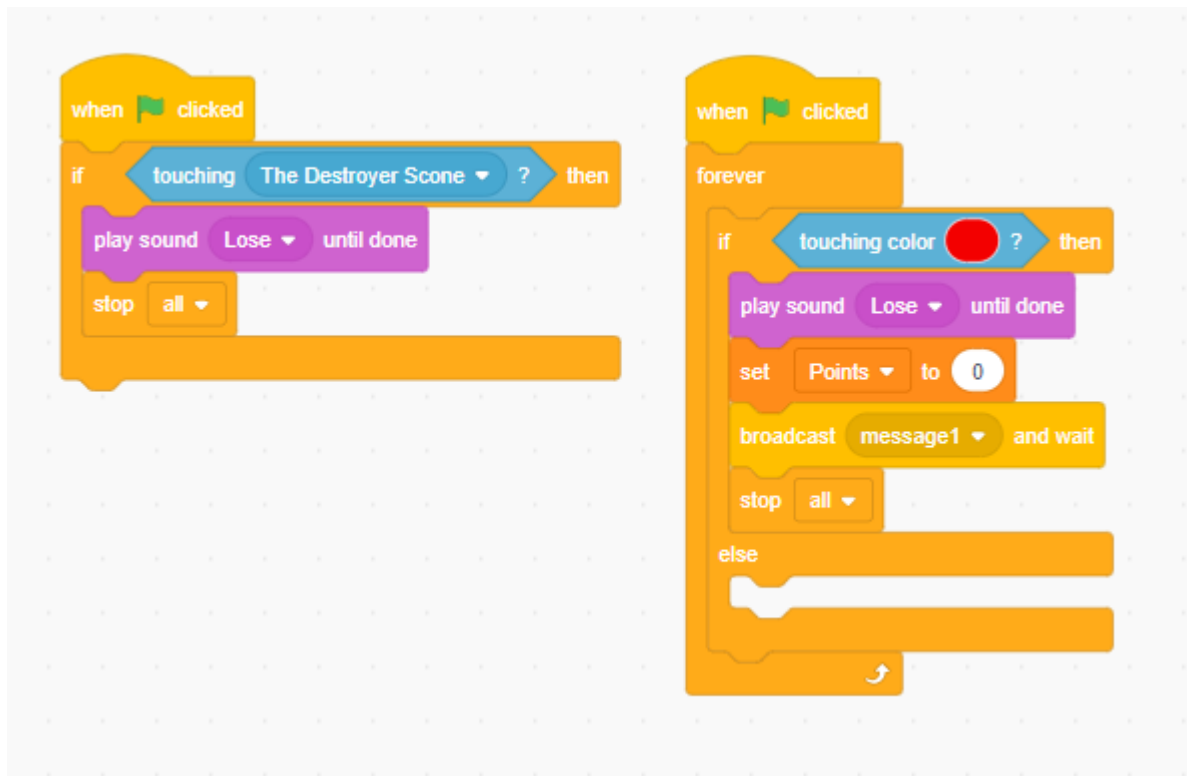 when clicked
if touching The Destroyer Scone ? then
play sound Lose until done
stop all
when clicked
forever
if touching color ? then
play sound Lose until done
set Points to 0
broadcast message1 and wait
stop all
else